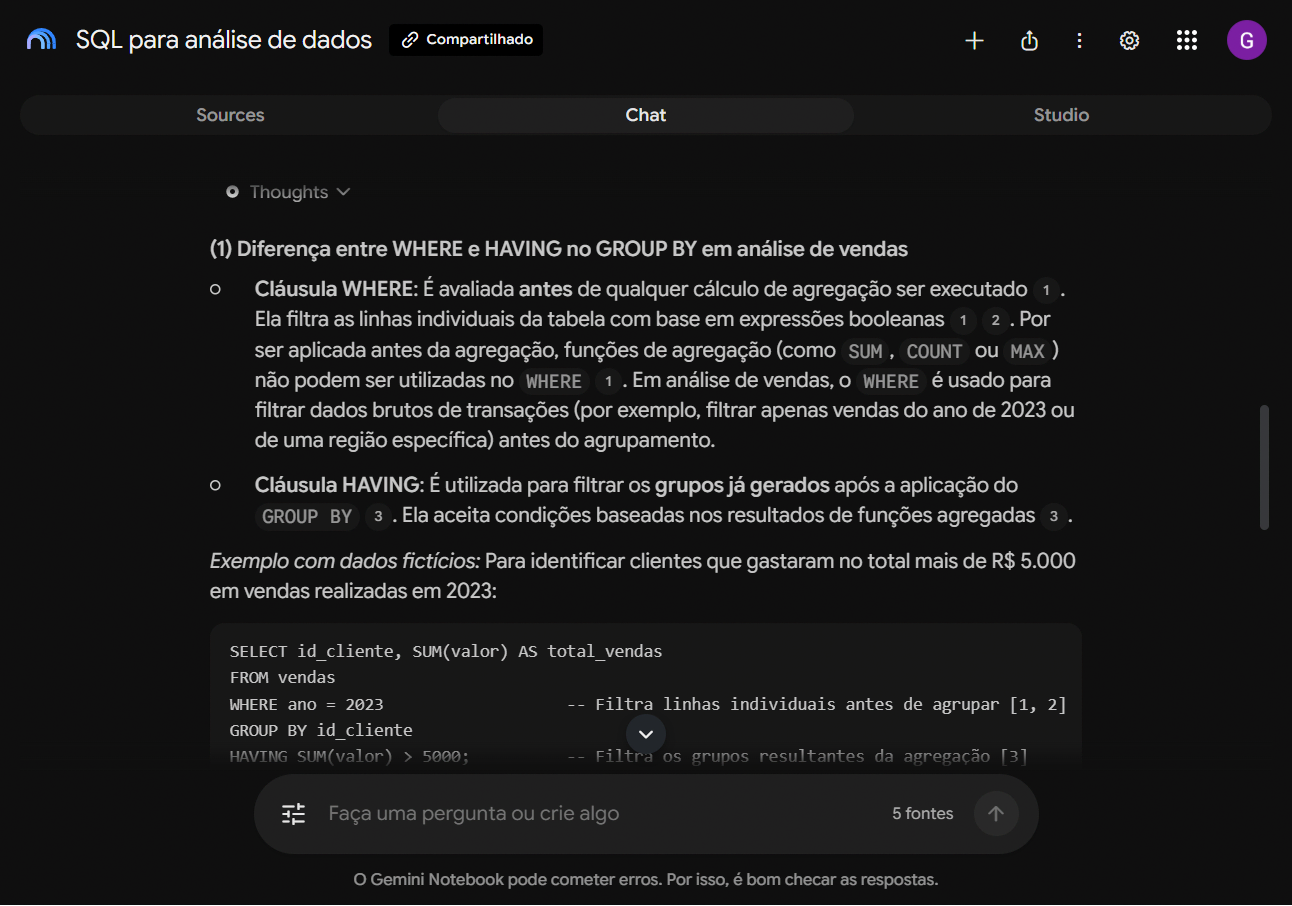 SQL para análise de dados
Compartilhado
G
Sources
Chat
Studio
Thoughts
(1) Diferença entre WHERE e HAVING no GROUP BY em análise de vendas
Cláusula WHERE: É avaliada antes de qualquer cálculo de agregação ser executado 1 .
Ela filtra as linhas individuais da tabela com base em expressões booleanas 1 2 . Por
ser aplicada antes da agregação, funções de agregação (como SUM , COUNT ou MAX )
não podem ser utilizadas no WHERE 1 . Em análise de vendas, o WHERE é usado para
filtrar dados brutos de transações (por exemplo, filtrar apenas vendas do ano de 2023 ou
de uma região específica) antes do agrupamento.
Cláusula HAVING: É utilizada para filtrar os grupos já gerados após a aplicação do
GROUP BY 3 . Ela aceita condições baseadas nos resultados de funções agregadas 3 .
Exemplo com dados fictícios: Para identificar clientes que gastaram no total mais de R$ 5.000
em vendas realizadas em 2023:
SELECT id_cliente, SUM(valor) AS total_vendas
FROM vendas
WHERE ano = 2023 -- Filtra linhas individuais antes de agrupar [1, 2]
GROUP BY id_cliente
HAVING SUM(valor) > 5000; -- Filtra os grupos resultantes da agregação [3]
Faça uma pergunta ou crie algo
5 fontes
O Gemini Notebook pode cometer erros. Por isso, é bom checar as respostas.